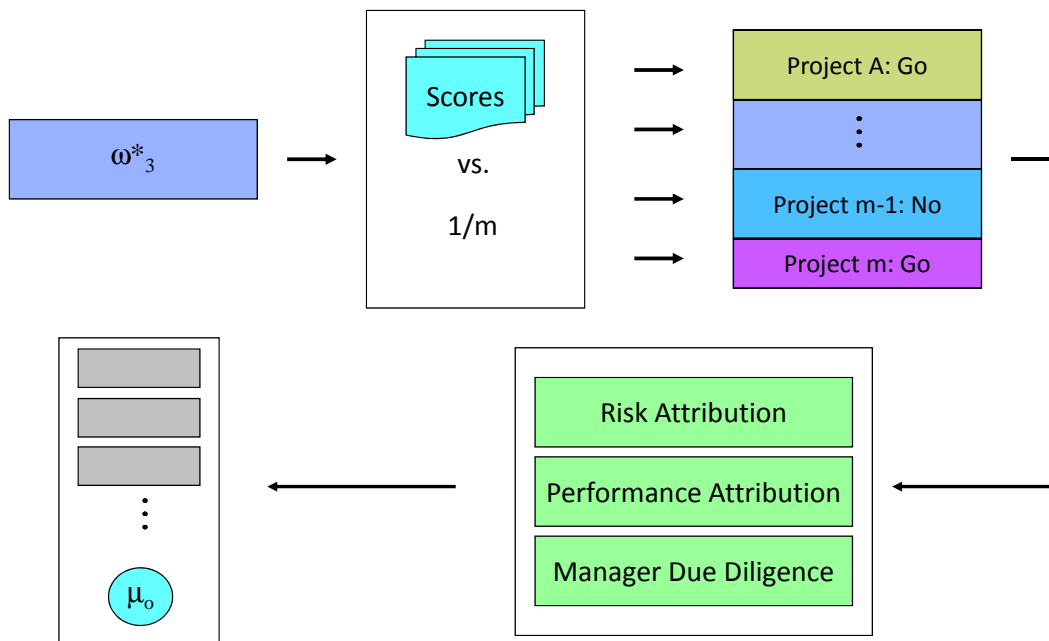 ω*₃
Scores
vs.
1/m
Project A: Go
⋮
Project m-1: No
Project m: Go
Risk Attribution
Performance Attribution
Manager Due Diligence
⋮
μₒ